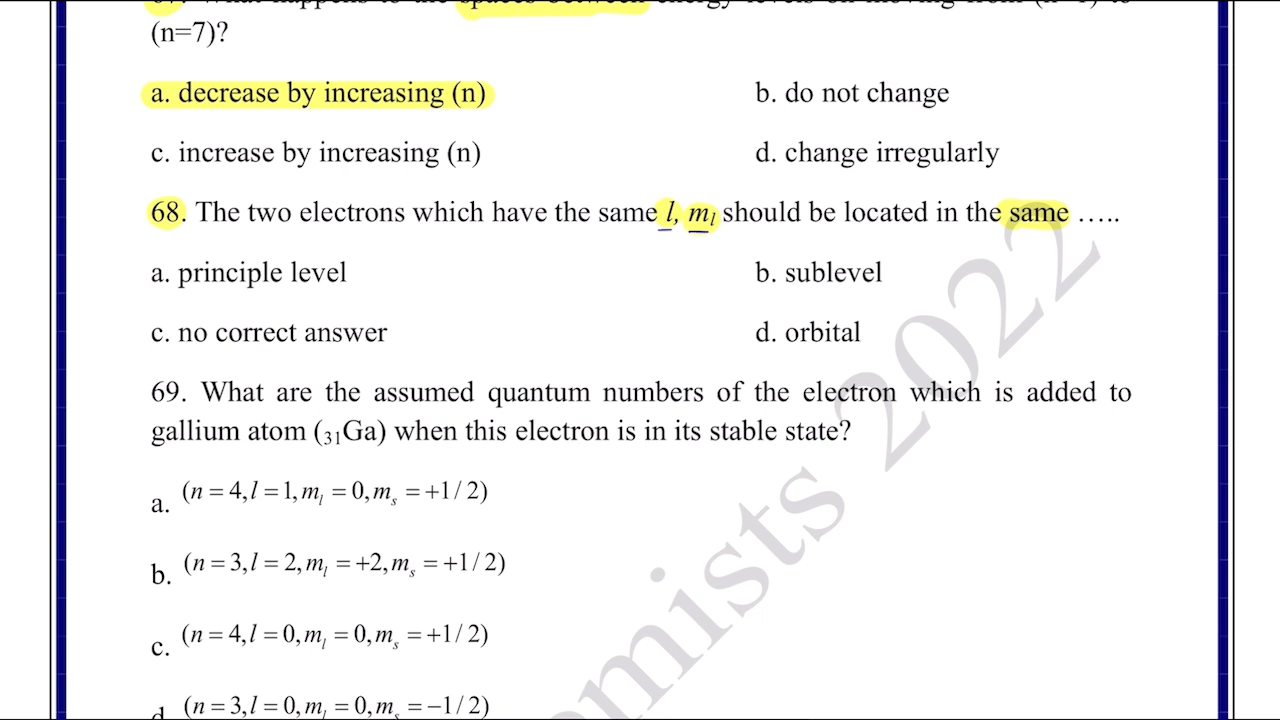 (n=7)?
a. decrease by increasing (n)
b. do not change
c. increase by increasing (n)
d. change irregularly
68. The two electrons which have the same l, mₗ should be located in the same …..
a. principle level
b. sublevel
c. no correct answer
d. orbital
69. What are the assumed quantum numbers of the electron which is added to
gallium atom (₃₁Ga) when this electron is in its stable state?
a. (n = 4, l = 1, mₗ = 0, mₛ = +1/2)
b. (n = 3, l = 2, mₗ = +2, mₛ = +1/2)
c. (n = 4, l = 0, mₗ = 0, mₛ = +1/2)
d (n = 3, l = 0, mₗ = 0, mₛ = −1/2)
mists 2022